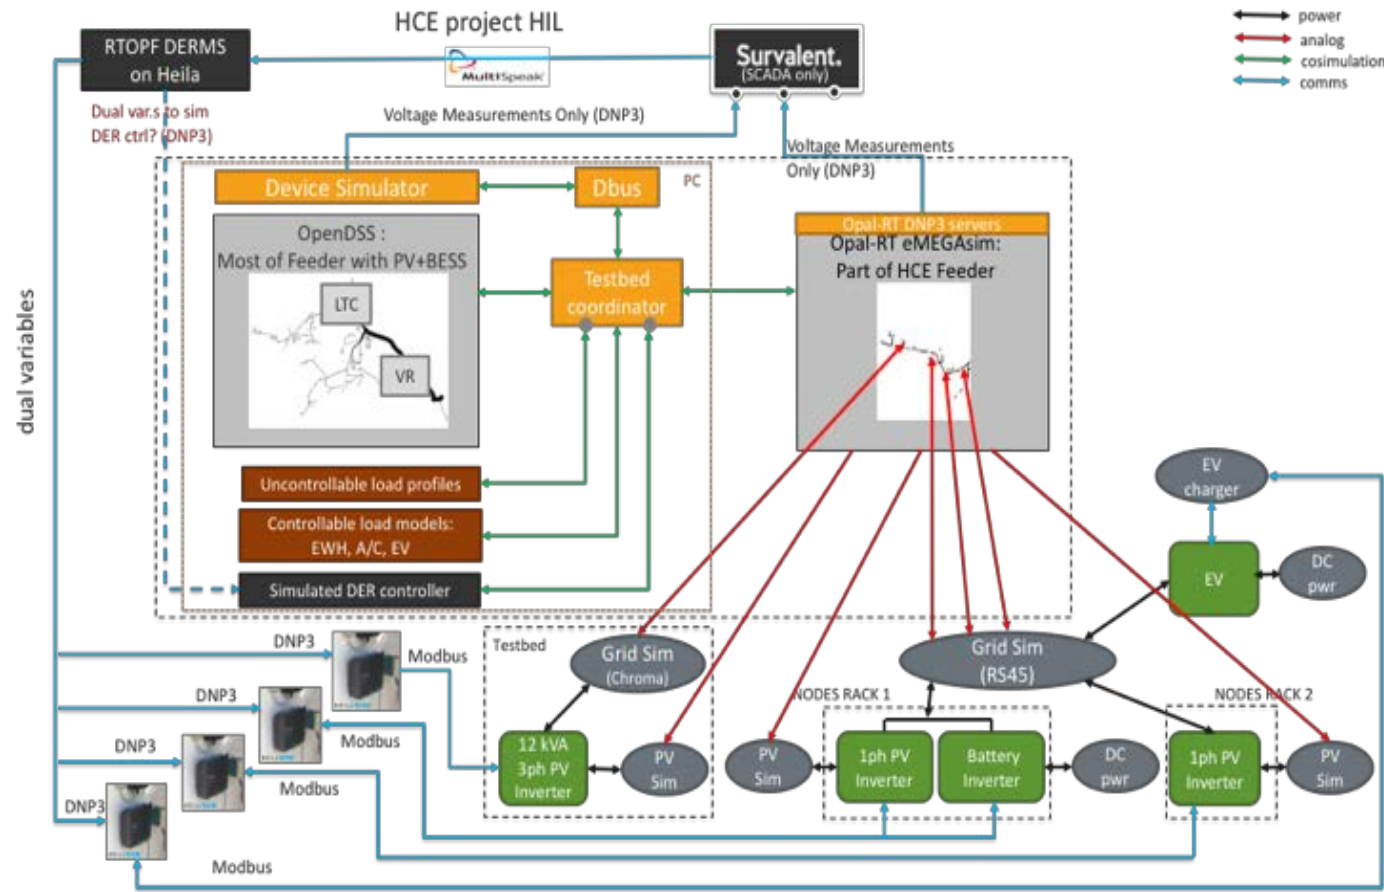 HCE project HIL
power
analog
cosimulation
comms
RTOPF DERMS
on Heila
MultiSpeak
Survalent.
(SCADA only)
Dual var.s to sim
DER ctrl? (DNP3)
Voltage Measurements Only (DNP3)
Voltage Measurements
Only (DNP3)
PC
Device Simulator
Dbus
Opal-RT DNP3 servers
OpenDSS :
Most of Feeder with PV+BESS
Opal-RT eMEGAsim:
Part of HCE Feeder
Testbed
coordinator
LTC
VR
dual variables
Uncontrollable load profiles
Controllable load models:
EWH, A/C, EV
Simulated DER controller
EV
charger
EV
DC
pwr
DNP3
Modbus
Testbed
Grid Sim
(Chroma)
Grid Sim
(RS45)
DNP3
Modbus
NODES RACK 1
NODES RACK 2
DNP3
Modbus
12 kVA
3ph PV
Inverter
PV
Sim
PV
Sim
1ph PV
Inverter
Battery
Inverter
DC
pwr
1ph PV
Inverter
PV
Sim
DNP3
Modbus